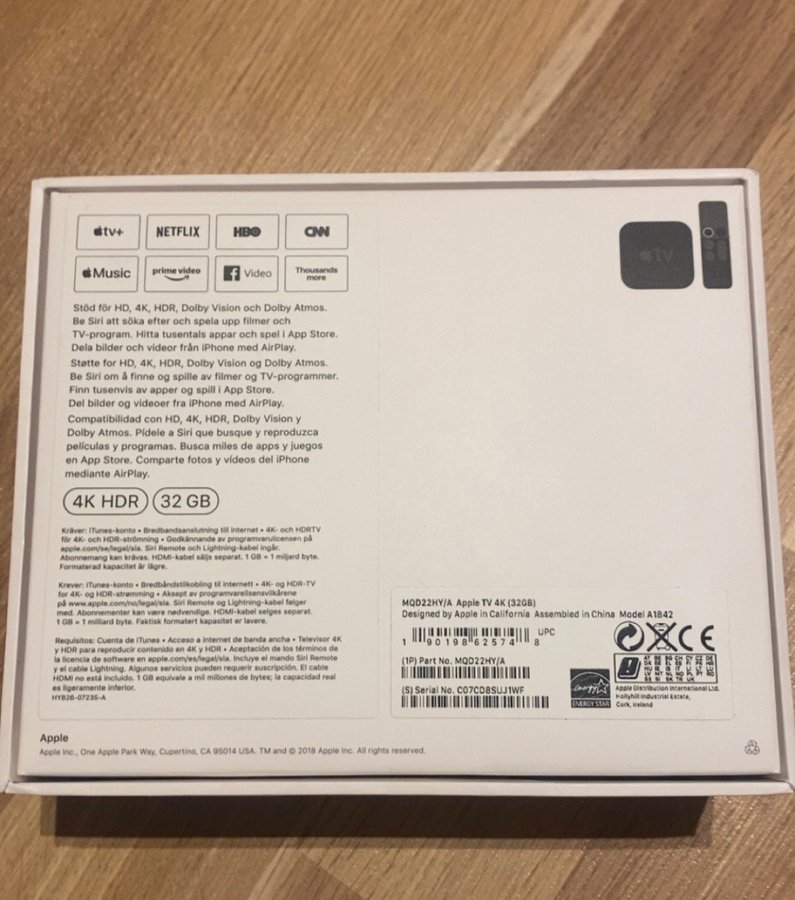 tv+
NETFLIX
HBO
CNN
Music
prime video
f Video
Thousands
more
tv
Stöd för HD, 4K, HDR, Dolby Vision och Dolby Atmos.
Be Siri att söka efter och spela upp filmer och
TV-program. Hitta tusentals appar och spel i App Store.
Dela bilder och videor från iPhone med AirPlay.
Støtte for HD, 4K, HDR, Dolby Vision og Dolby Atmos.
Be Siri om å finne og spille av filmer og TV-programmer.
Finn tusenvis av apper og spill i App Store.
Del bilder og videoer fra iPhone med AirPlay.
Compatibilidad con HD, 4K, HDR, Dolby Vision y
Dolby Atmos. Pídele a Siri que busque y reproduzca
películas y programas. Busca miles de apps y juegos
en App Store. Comparte fotos y vídeos del iPhone
mediante AirPlay.
4K HDR 32 GB
Kräver: iTunes-konto • Bredbandsanslutning till internet • 4K- och HDRTV
för 4K- och HDR-strömning • Godkännande av programvarulicensen på
apple.com/se/legal/sla. Siri Remote och Lightning-kabel ingår.
Abonnemang kan krävas. HDMI-kabel säljs separat. 1 GB = 1 miljard byte.
Formaterad kapacitet är lägre.
Krever: iTunes-konto • Bredbåndstilkobling til internett • 4K- og HDR-TV
for 4K- og HDR-strømming • Aksept av programvarelisensvilkårene
på www.apple.com/no/legal/sla. Siri Remote og Lightning-kabel følger
med. Abonnementer kan være nødvendige. HDMI-kabel selges separat.
1 GB = 1 milliard byte. Faktisk formatert kapasitet er lavere.
Requisitos: Cuenta de iTunes • Acceso a internet de banda ancha • Televisor 4K
y HDR para reproducir contenido en 4K y HDR • Aceptación de los términos de
la licencia de software en apple.com/es/legal/sla. Incluye el mando Siri Remote
y el cable Lightning. Algunos servicios pueden requerir suscripción. El cable
HDMI no está incluido. 1 GB equivale a mil millones de bytes; la capacidad real
es ligeramente inferior.
HYB26-07235-A
MQD22HY/A Apple TV 4K (32GB)
Designed by Apple in California Assembled in China Model A1842
UPC
1 90198 62574 8
(1P) Part No. MQD22HY/A
(S) Serial No. C07CD8SUJ1WF
CE
energy
ENERGY STAR
Apple Distribution International Ltd.
Hollyhill Industrial Estate,
Cork, Ireland
Apple
Apple Inc., One Apple Park Way, Cupertino, CA 95014 USA. TM and © 2018 Apple Inc. All rights reserved.